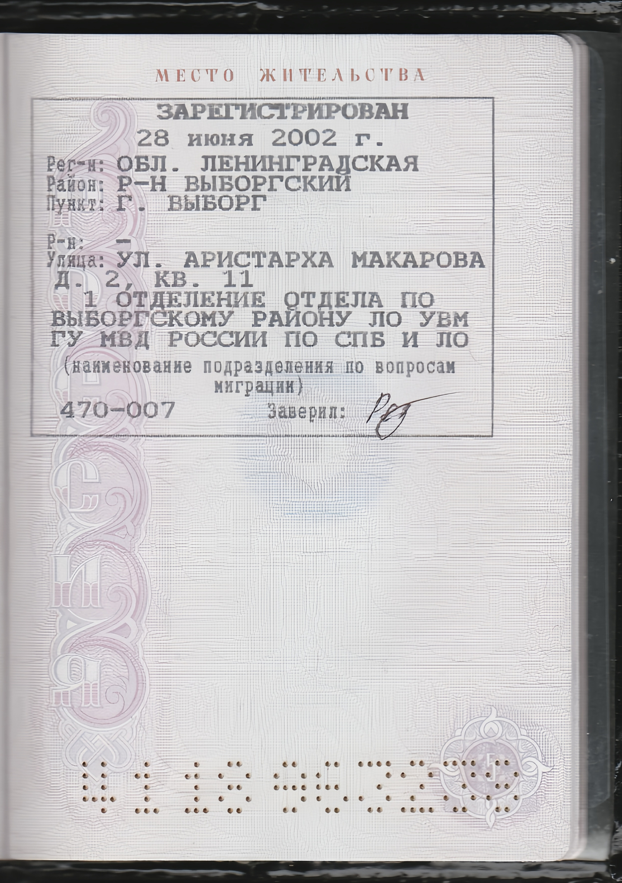 МЕСТО ЖИТЕЛЬСТВА
ЗАРЕГИСТРИРОВАН
28 июня 2002 г.
Рег-н: ОБЛ. ЛЕНИНГРАДСКАЯ
Район: Р-Н ВЫБОРГСКИЙ
Пункт: Г. ВЫБОРГ
Р-н: –
Улица: УЛ. АРИСТАРХА МАКАРОВА
Д. 2, КВ. 11
1 ОТДЕЛЕНИЕ ОТДЕЛА ПО
ВЫБОРГСКОМУ РАЙОНУ ЛО УВМ
ГУ МВД РОССИИ ПО СПБ И ЛО
(наименование подразделения по вопросам
миграции)
470-007 Заверил: